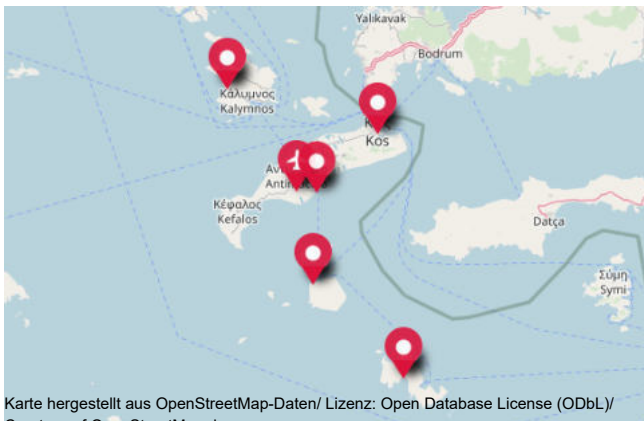 Yalıkavak
Bodrum
Κάλυμνος
Kalymnos
Kos
Κέφαλος
Kefalos
Datça
Σύμη
Symi
Karte hergestellt aus OpenStreetMap-Daten/ Lizenz: Open Database License (ODbL)/